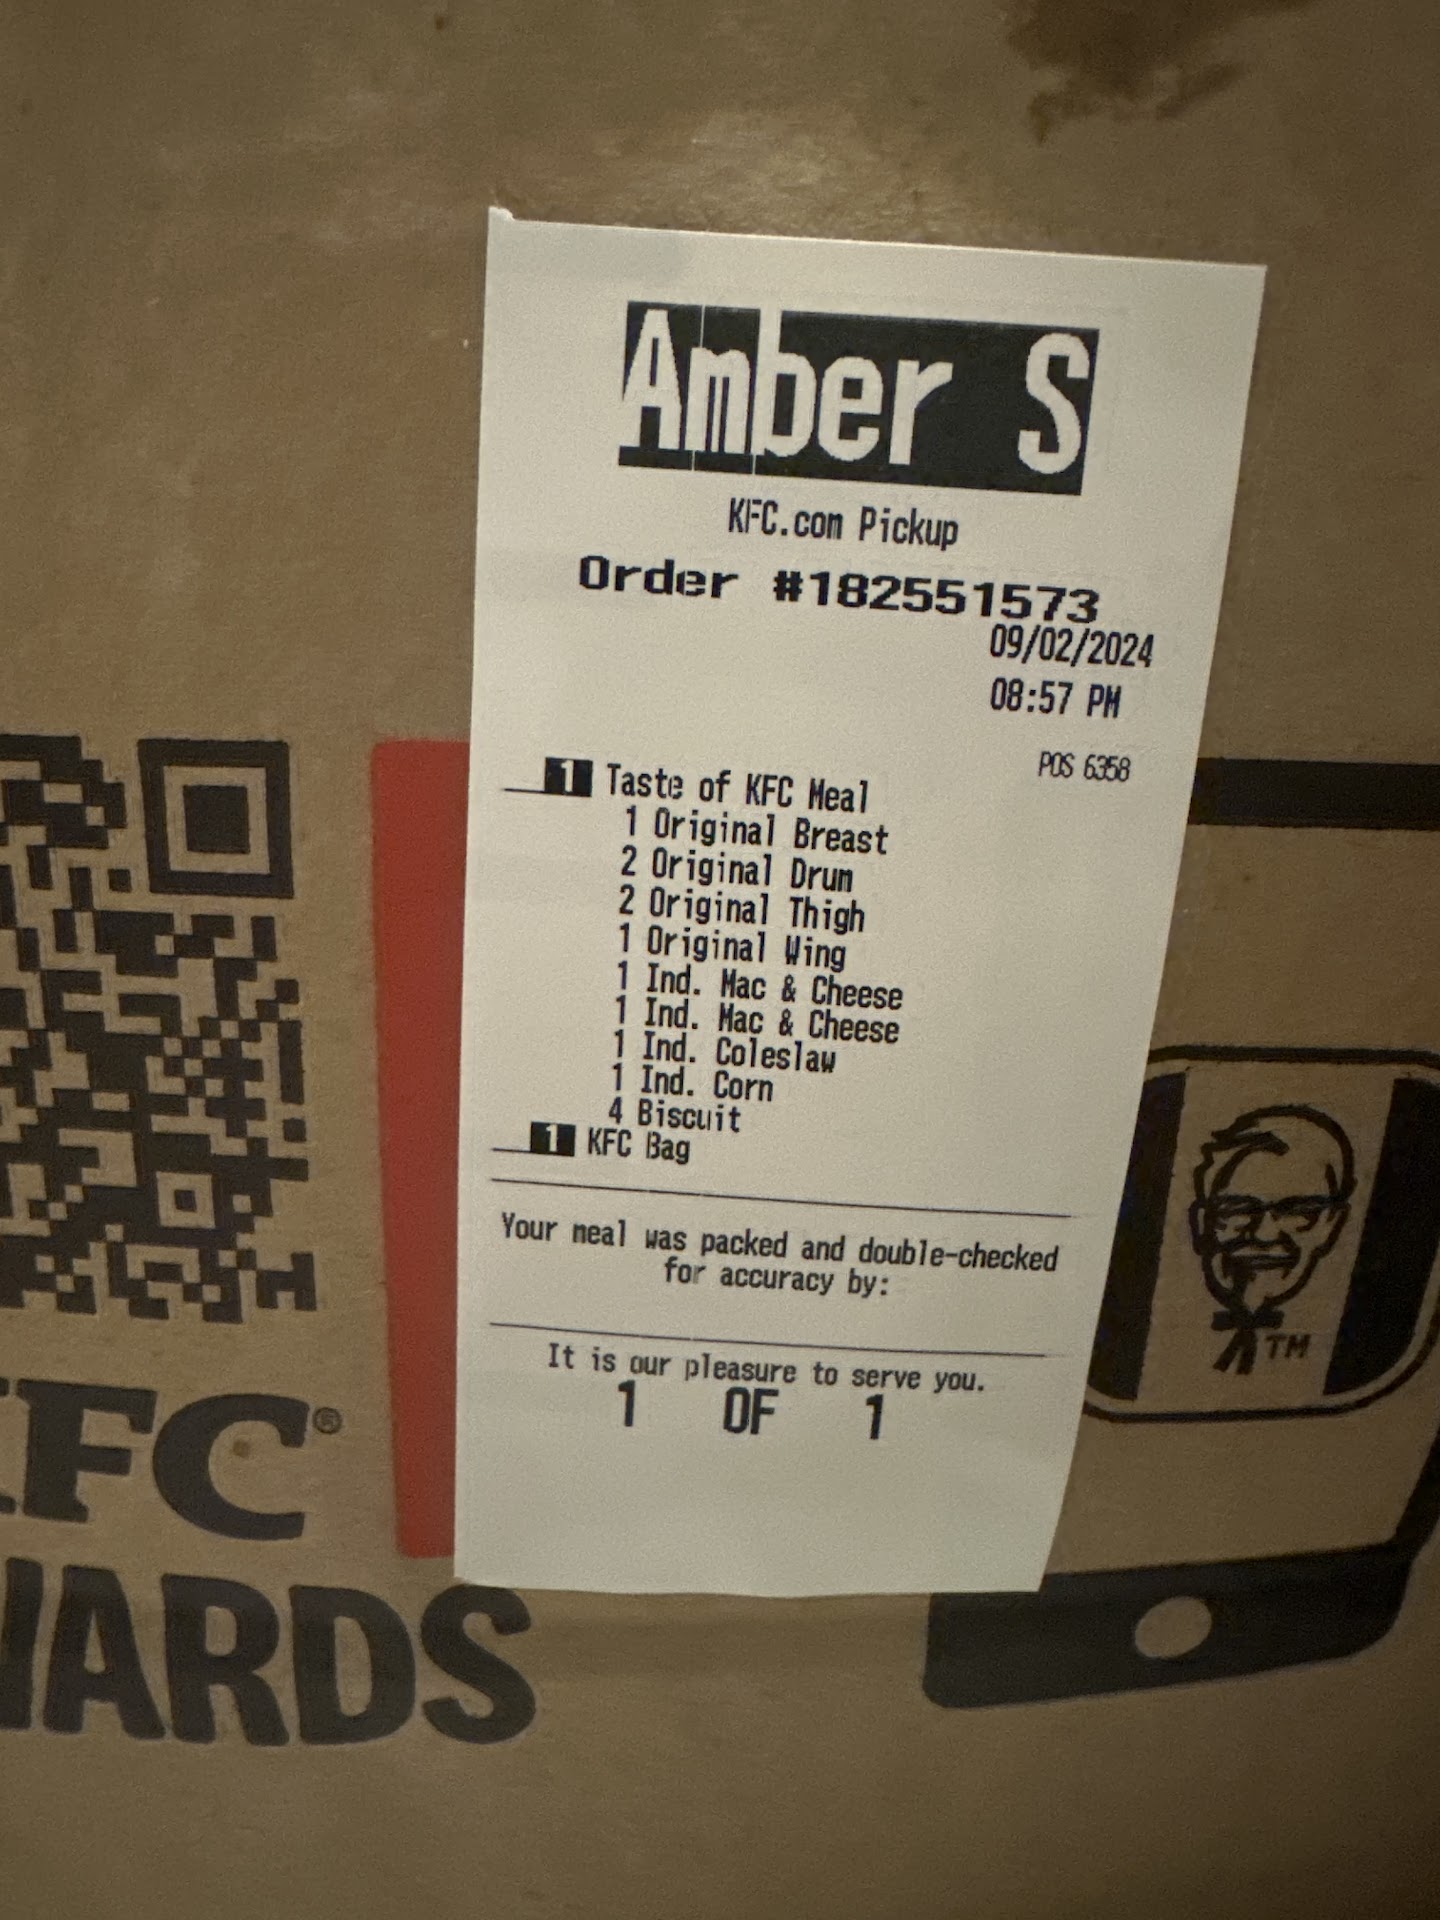 Amber S
KFC.com Pickup
Order #182551573
09/02/2024
08:57 PM
POS 6358
1 Taste of KFC Meal
1 Original Breast
2 Original Drum
2 Original Thigh
1 Original Wing
1 Ind. Mac & Cheese
1 Ind. Mac & Cheese
1 Ind. Coleslaw
1 Ind. Corn
4 Biscuit
1 KFC Bag
Your meal was packed and double-checked
for accuracy by:
It is our pleasure to serve you.
1 OF 1
TM
KFC®
WARDS